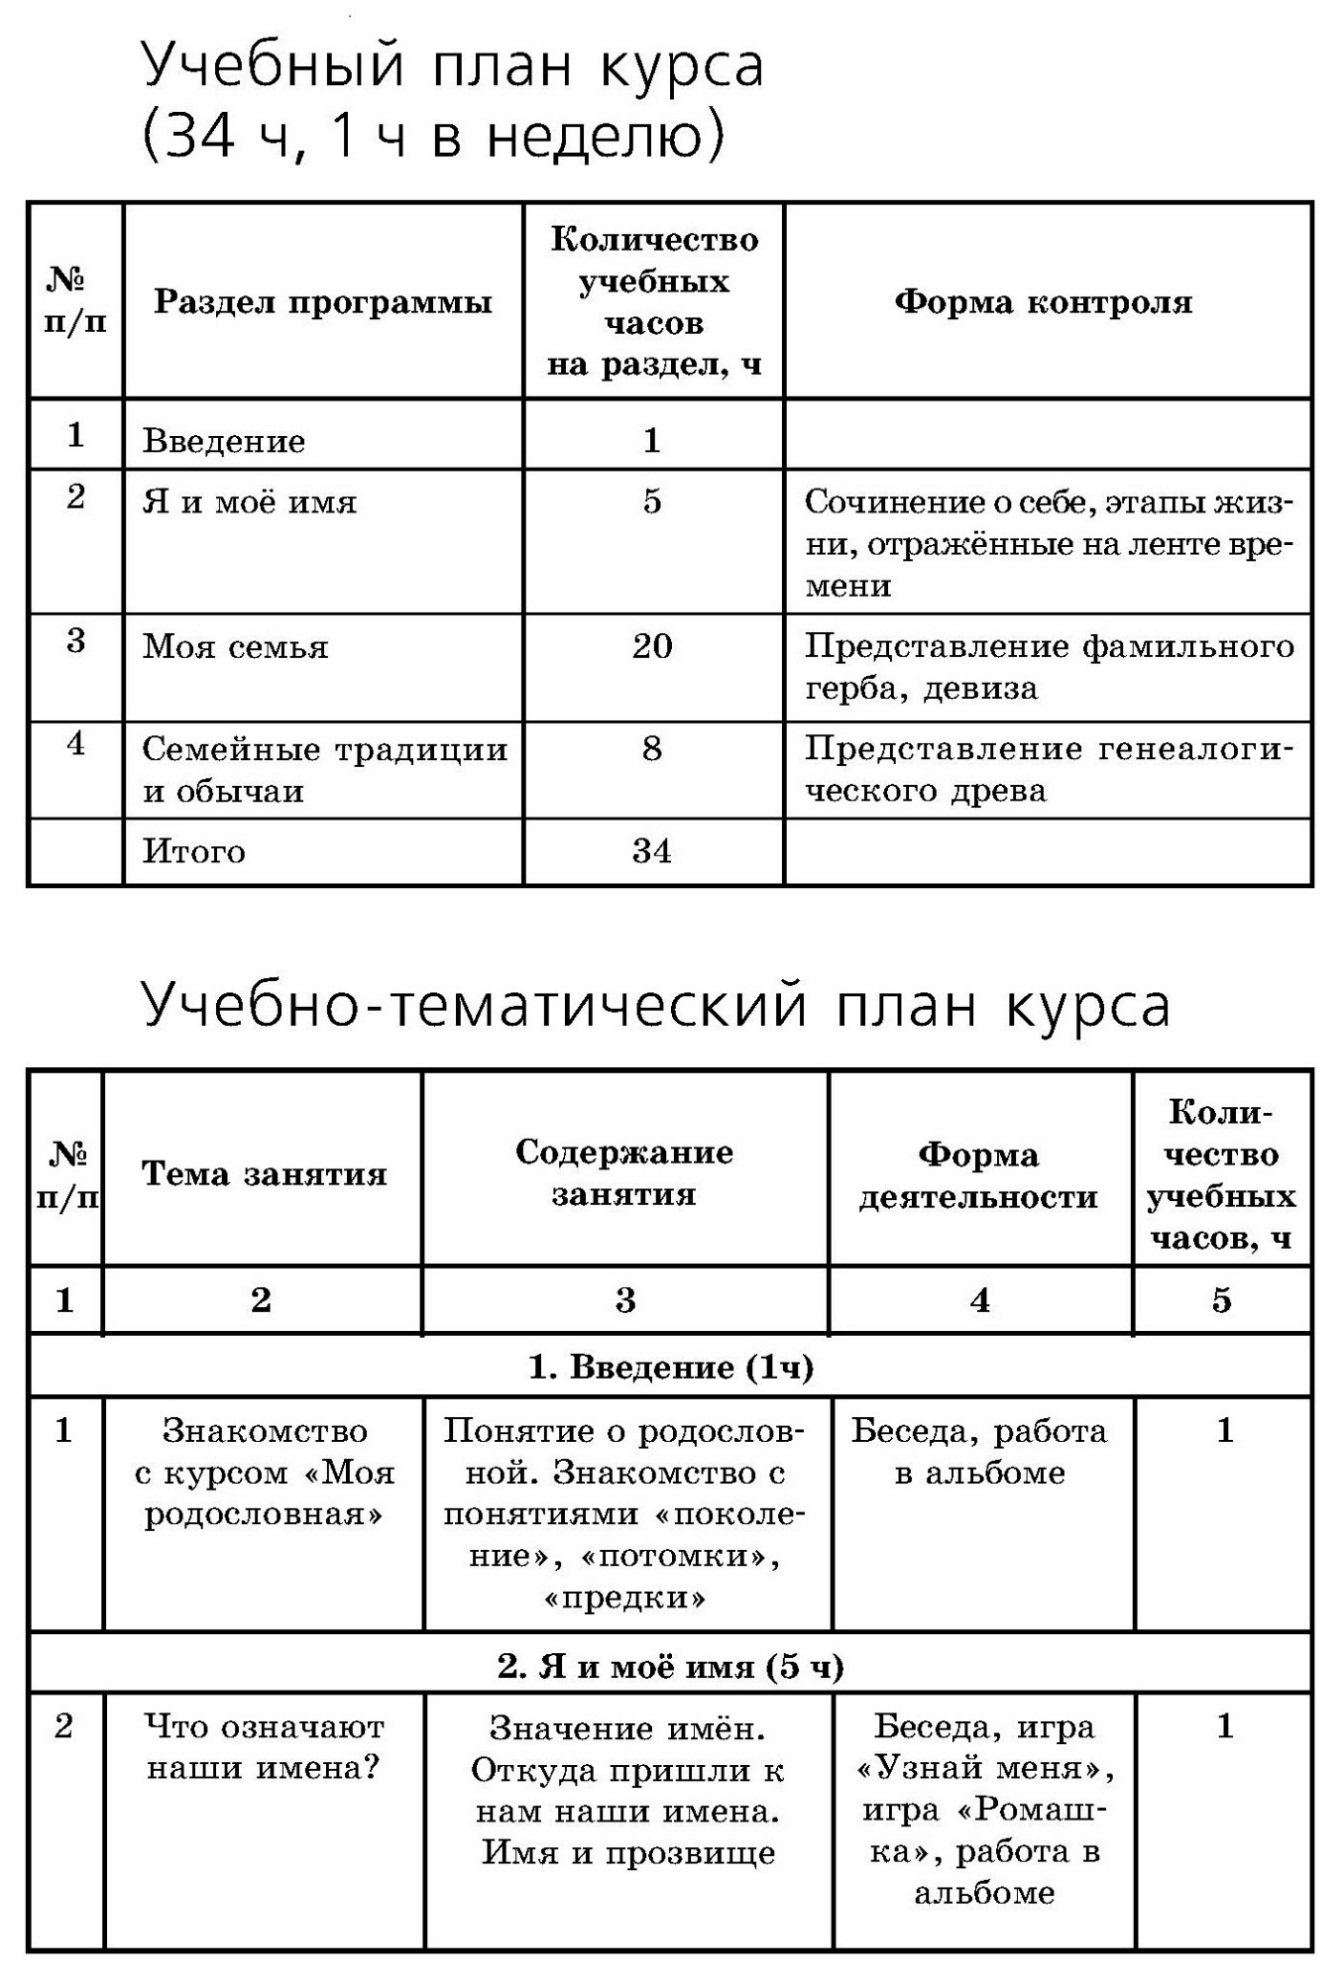 Учебный план курса
(34 ч, 1 ч в неделю)
№
п/п
Раздел программы
Количество
учебных
часов
на раздел, ч
Форма контроля
1
Введение
1
2
Я и моё имя
5
Сочинение о себе, этапы жиз-
ни, отражённые на ленте вре-
мени
3
Моя семья
20
Представление фамильного
герба, девиза
4
Семейные традиции
и обычаи
8
Представление генеалоги-
ческого древа
Итого
34
Учебно-тематический план курса
№
п/п
Тема занятия
Содержание
занятия
Форма
деятельности
Коли-
чество
учебных
часов, ч
1
2
3
4
5
1. Введение (1ч)
1
Знакомство
с курсом «Моя
родословная»
Понятие о родослов-
ной. Знакомство с
понятиями «поколе-
ние», «потомки»,
«предки»
Беседа, работа
в альбоме
1
2. Я и моё имя (5 ч)
2
Что означают
наши имена?
Значение имён.
Откуда пришли к
нам наши имена.
Имя и прозвище
Беседа, игра
«Узнай меня»,
игра «Ромаш-
ка», работа в
альбоме
1